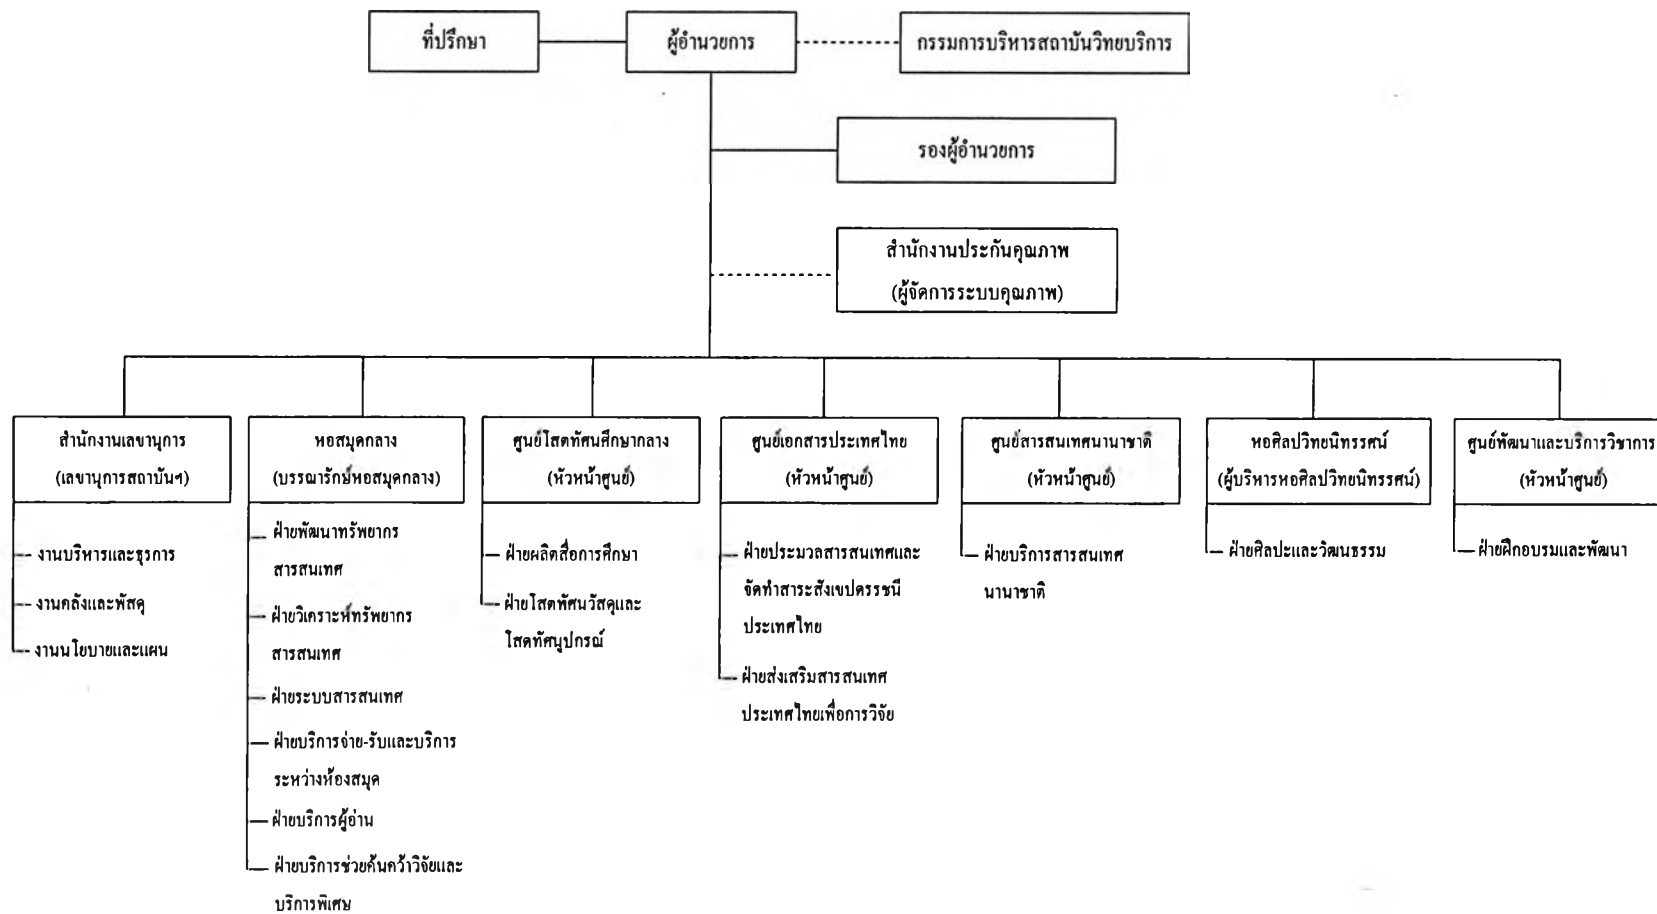 ที่ปรึกษา
ผู้อำนวยการ
กรรมการบริหารสถาบันวิทยบริการ
รองผู้อำนวยการ
สำนักงานประกันคุณภาพ
(ผู้จัดการระบบคุณภาพ)
สำนักงานเลขานุการ
(เลขานุการสถาบันฯ)
งานบริหารและธุรการ
งานคลังและพัสดุ
งานนโยบายและแผน
หอสมุดกลาง
(บรรณารักษ์หอสมุดกลาง)
ฝ่ายพัฒนาทรัพยากร
สารสนเทศ
ฝ่ายวิเคราะห์ทรัพยากร
สารสนเทศ
ฝ่ายระบบสารสนเทศ
ฝ่ายบริการจ่าย-รับและบริการ
ระหว่างห้องสมุด
ฝ่ายบริการผู้อ่าน
ฝ่ายบริการช่วยค้นคว้าวิจัยและ
บริการพิเศษ
ศูนย์โสตทัศนศึกษากลาง
(หัวหน้าศูนย์)
ฝ่ายผลิตสื่อการศึกษา
ฝ่ายโสตทัศนวัสดุและ
โสตทัศนูปกรณ์
ศูนย์เอกสารประเทศไทย
(หัวหน้าศูนย์)
ฝ่ายประมวลสารสนเทศและ
จัดทำสาระสังเขปดรรชนี
ประเทศไทย
ฝ่ายส่งเสริมสารสนเทศ
ประเทศไทยเพื่อการวิจัย
ศูนย์สารสนเทศนานาชาติ
(หัวหน้าศูนย์)
ฝ่ายบริการสารสนเทศ
นานาชาติ
หอศิลปวิทยนิทรรศน์
(ผู้บริหารหอศิลปวิทยนิทรรศน์)
ฝ่ายศิลปะและวัฒนธรรม
ศูนย์พัฒนาและบริการวิชาการ
(หัวหน้าศูนย์)
ฝ่ายฝึกอบรมและพัฒนา